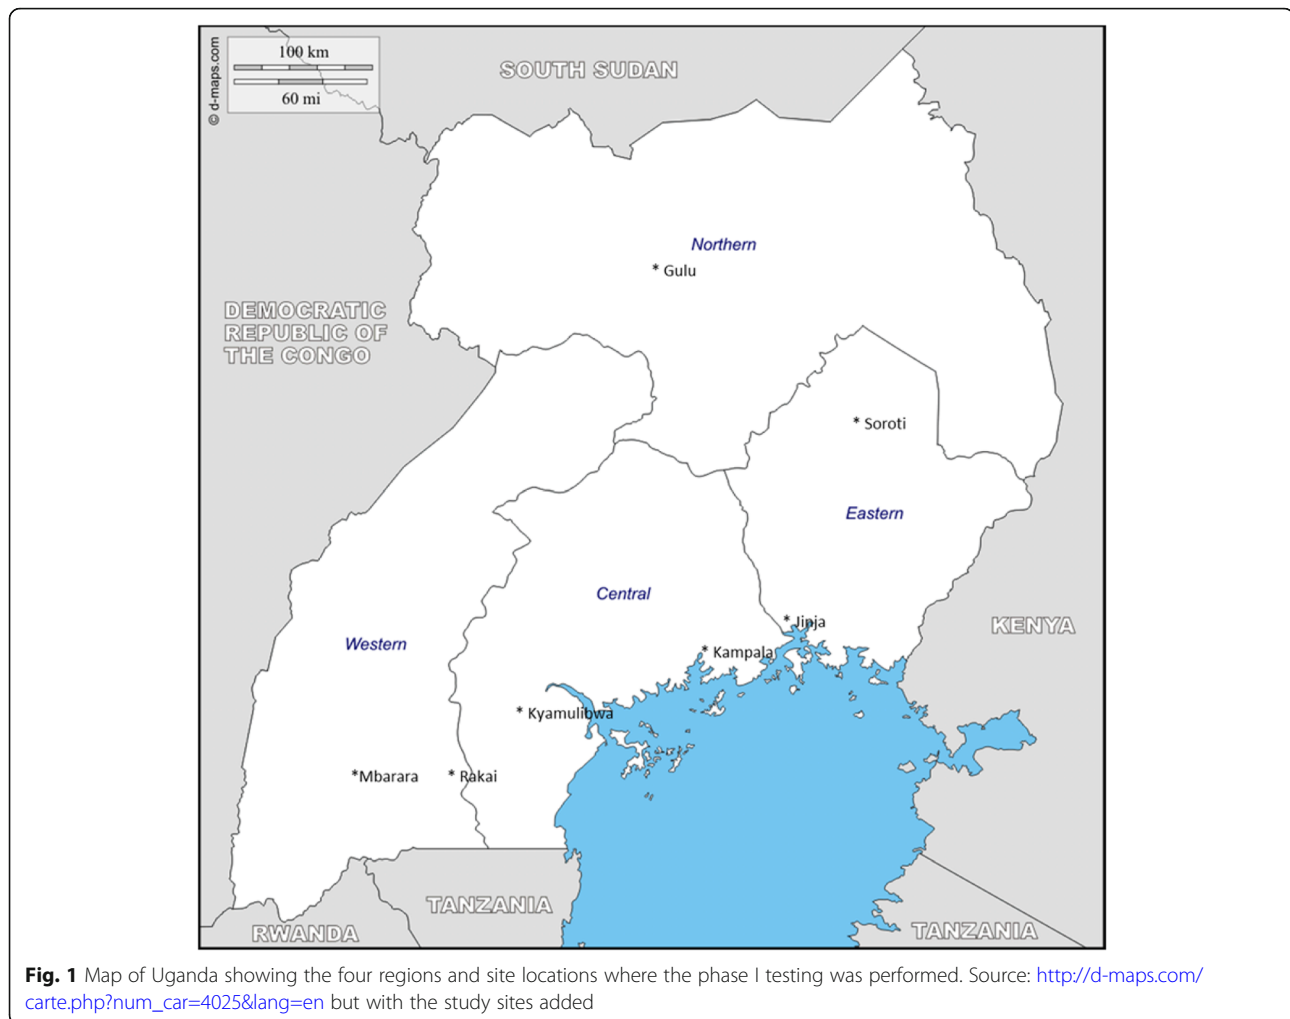 100 km
60 mi
© d-maps.com
SOUTH SUDAN
Northern
* Gulu
DEMOCRATIC
REPUBLIC OF
THE CONGO
* Soroti
Eastern
Central
* Jinja
KENYA
Western
* Kampala
* Kyamulibwa
*Mbarara
* Rakai
TANZANIA
RWANDA
TANZANIA
Fig. 1 Map of Uganda showing the four regions and site locations where the phase I testing was performed. Source: http://d-maps.com/
carte.php?num_car=4025&lang=en but with the study sites added